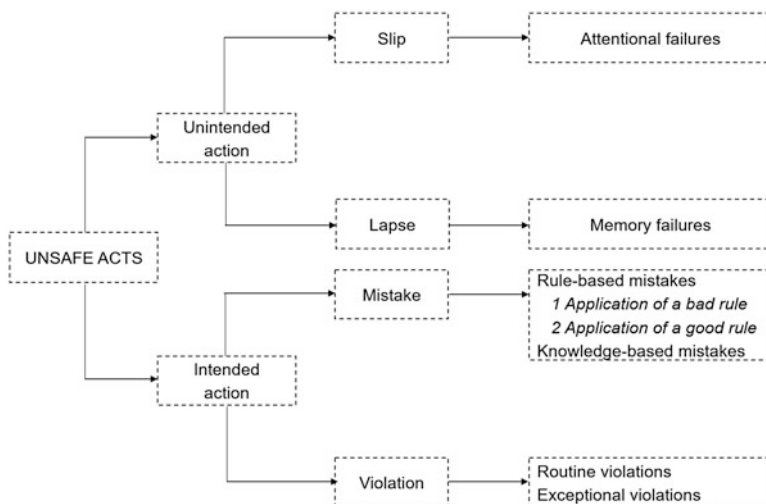 Slip
Attentional failures
Unintended
action
Lapse
Memory failures
UNSAFE ACTS
Mistake
Rule-based mistakes
1 Application of a bad rule
2 Application of a good rule
Knowledge-based mistakes
Intended
action
Violation
Routine violations
Exceptional violations